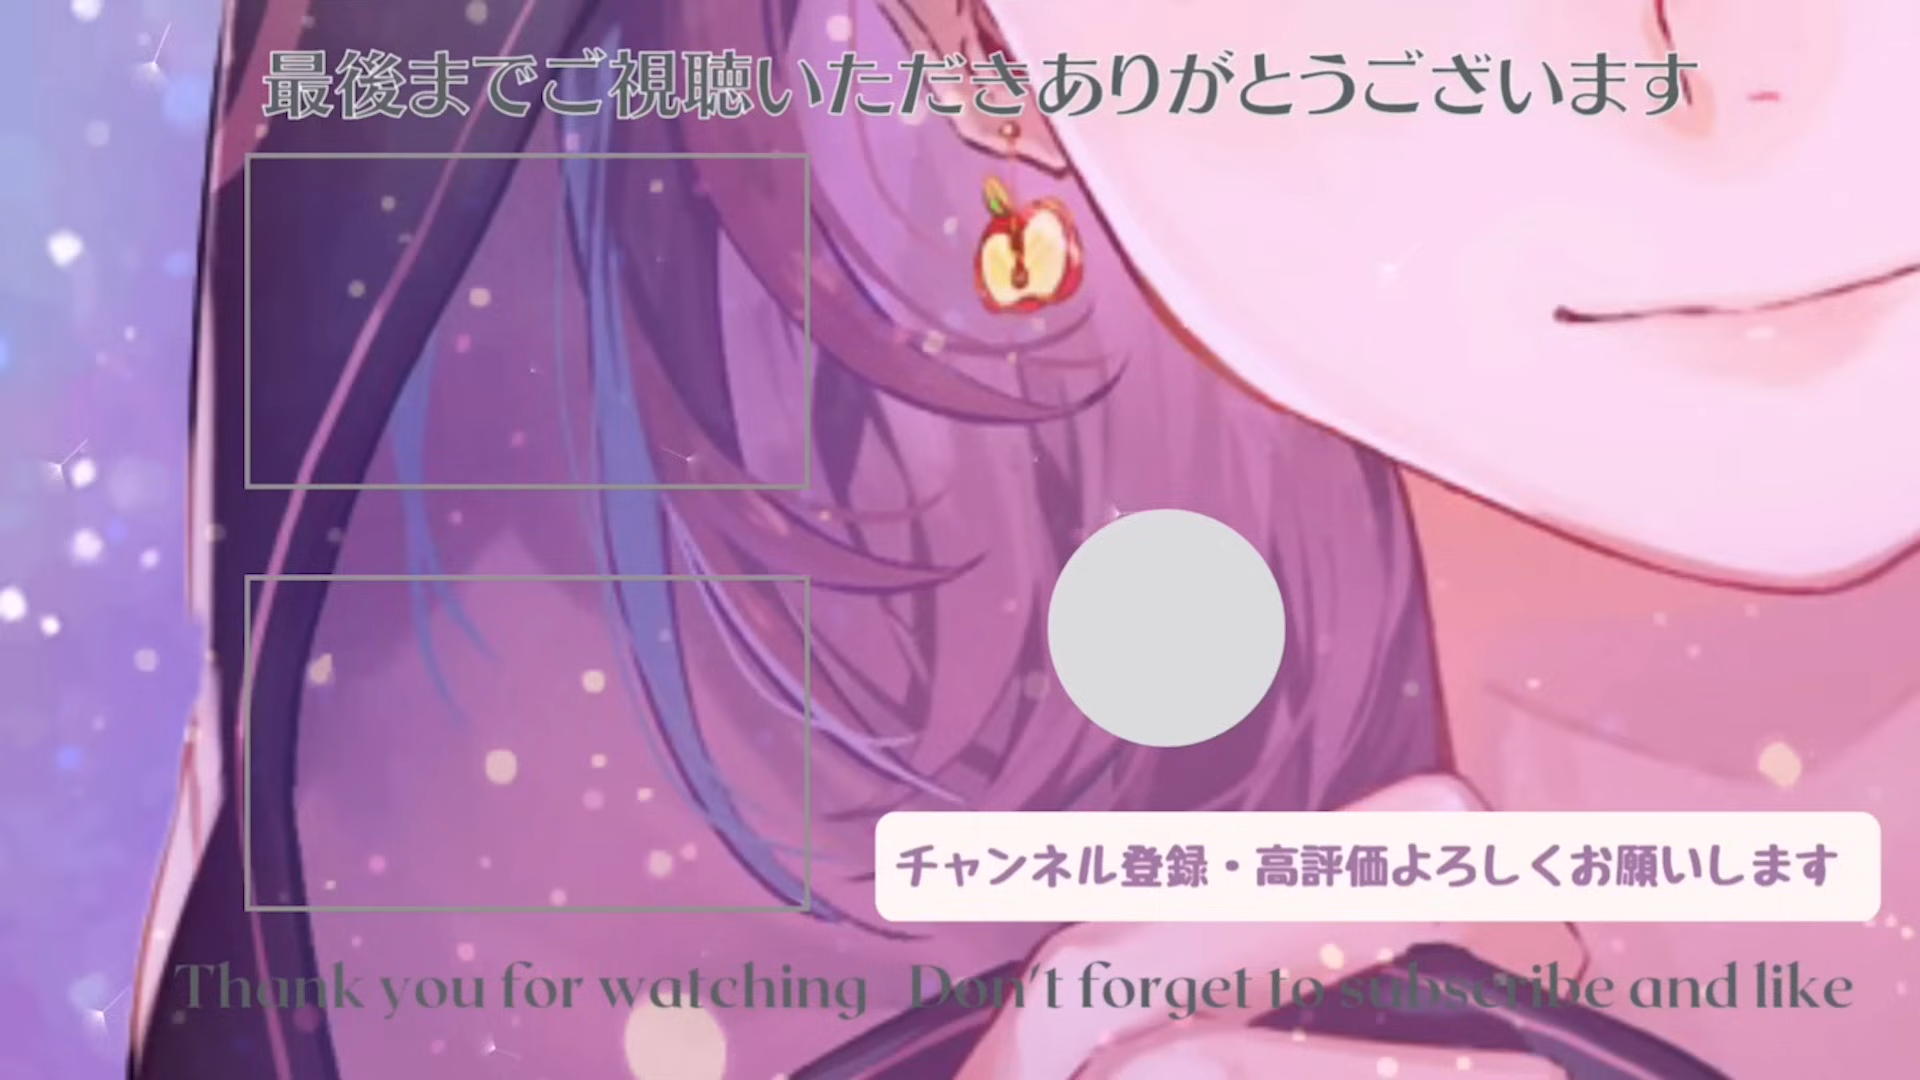 最後までご視聴いただきありがとうございます
チャンネル登録・高評価よろしくお願いします
Thank you for watching Don't forget to subscribe and like